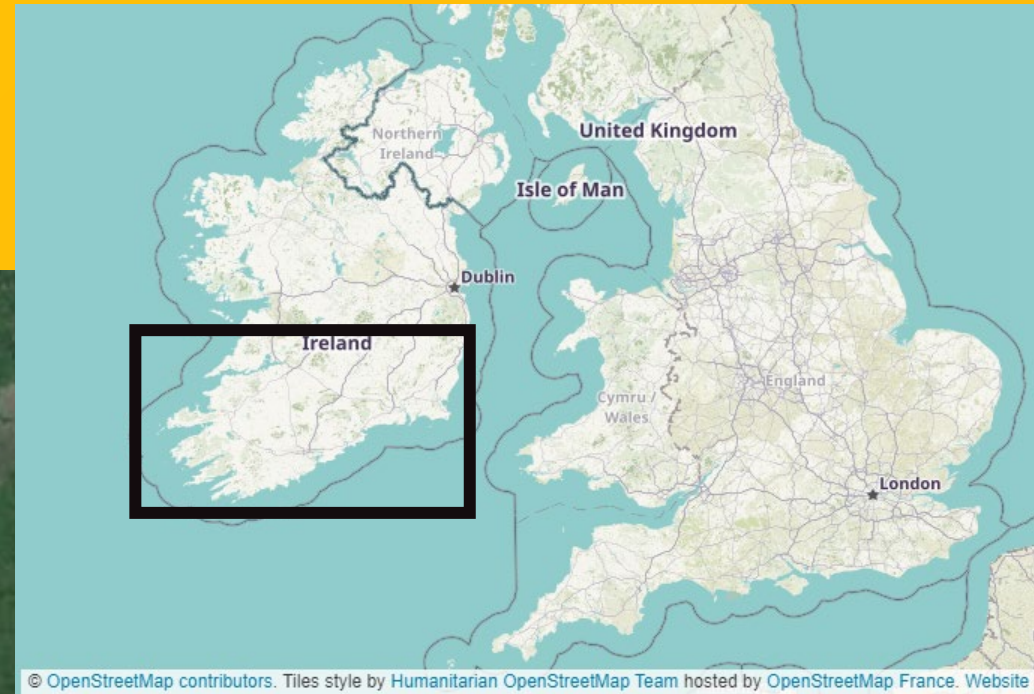 Northern
Ireland
United Kingdom
Isle of Man
Dublin
Ireland
England
Cymru /
Wales
London
© OpenStreetMap contributors. Tiles style by Humanitarian OpenStreetMap Team hosted by OpenStreetMap France. Website